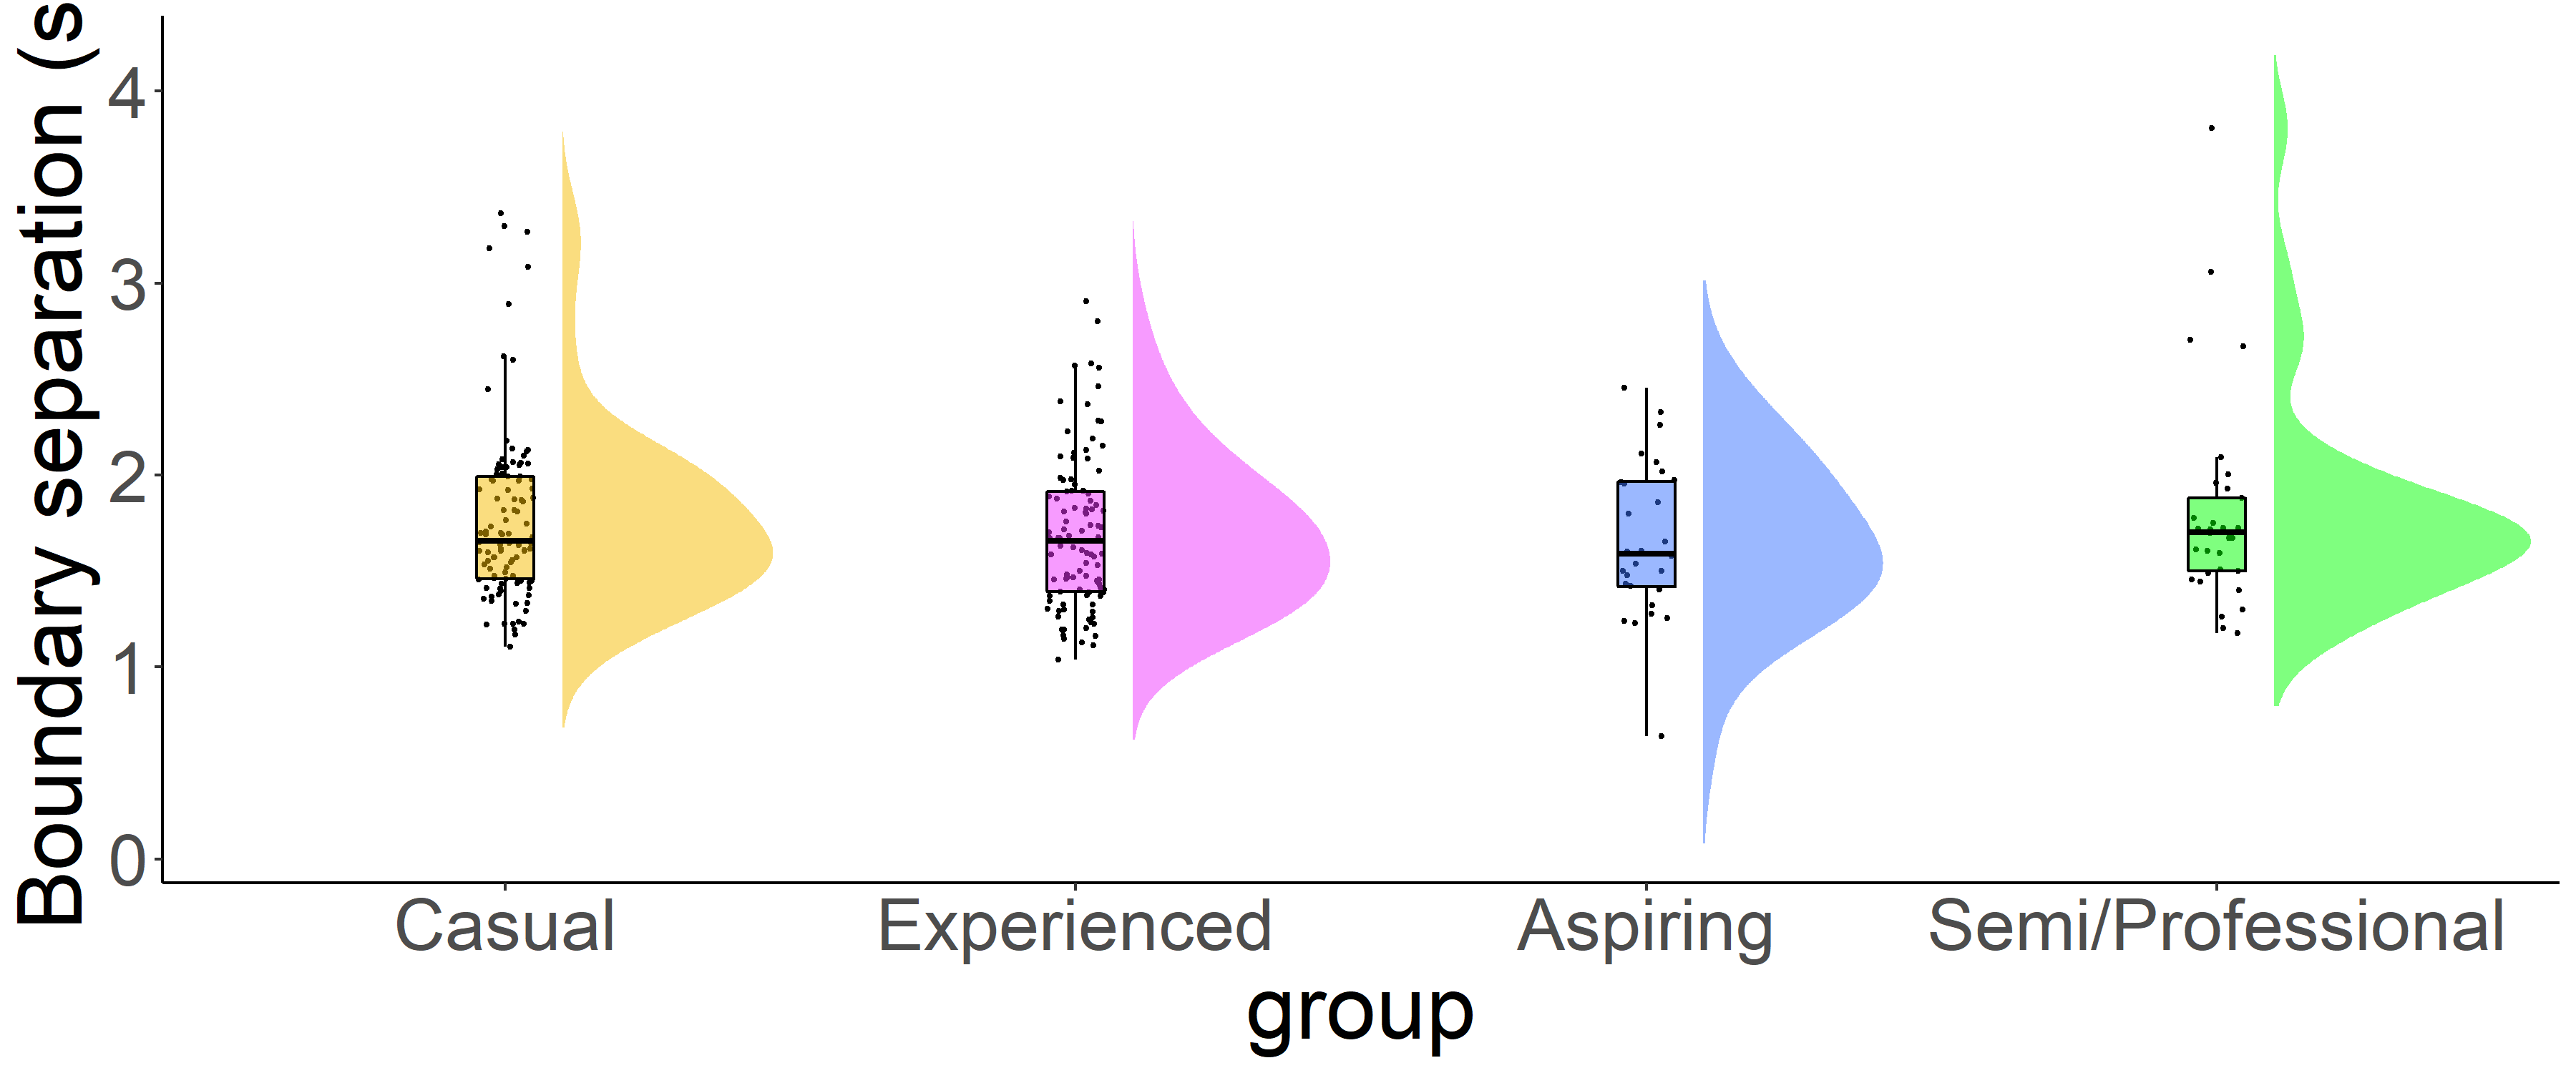 Boundary separation (s
4
3
2
1
0
Casual Experienced Aspiring Semi/Professional
group